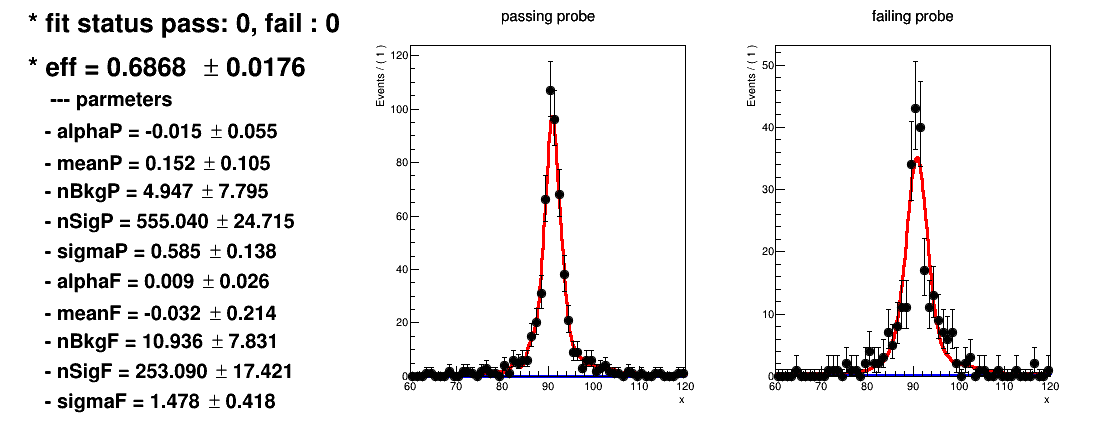 * fit status pass: 0, fail : 0
* eff = 0.6868 ± 0.0176
--- parmeters
- alphaP = -0.015 ± 0.055
- meanP = 0.152 ± 0.105
- nBkgP = 4.947 ± 7.795
- nSigP = 555.040 ± 24.715
- sigmaP = 0.585 ± 0.138
- alphaF = 0.009 ± 0.026
- meanF = -0.032 ± 0.214
- nBkgF = 10.936 ± 7.831
- nSigF = 253.090 ± 17.421
- sigmaF = 1.478 ± 0.418
passing probe
Events / ( 1 )
120
100
80
60
40
20
0
60 70 80 90 100 110 120
x
failing probe
Events / ( 1 )
50
40
30
20
10
0
60 70 80 90 100 110 120
x